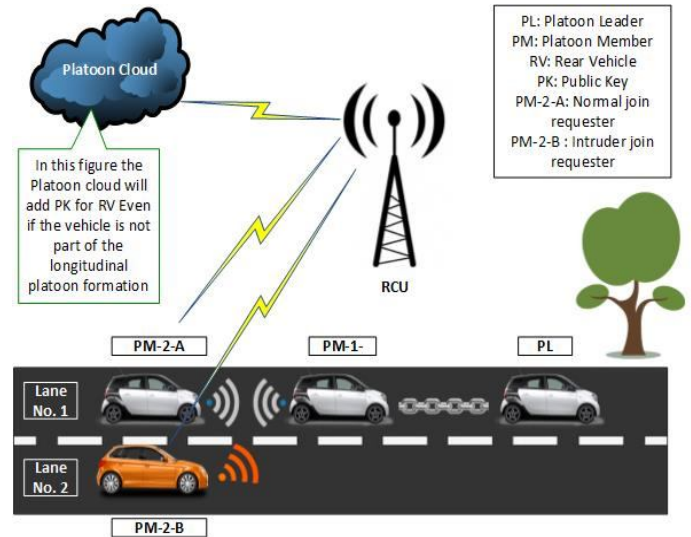 Platoon Cloud
In this figure the
Platoon cloud will
add PK for RV Even
if the vehicle is not
part of the
longitudinal
platoon formation
PL: Platoon Leader
PM: Platoon Member
RV: Rear Vehicle
PK: Public Key
PM-2-A: Normal join
requester
PM-2-B : Intruder join
requester
RCU
PM-2-A
PM-1-
PL
Lane
No. 1
Lane
No. 2
PM-2-B